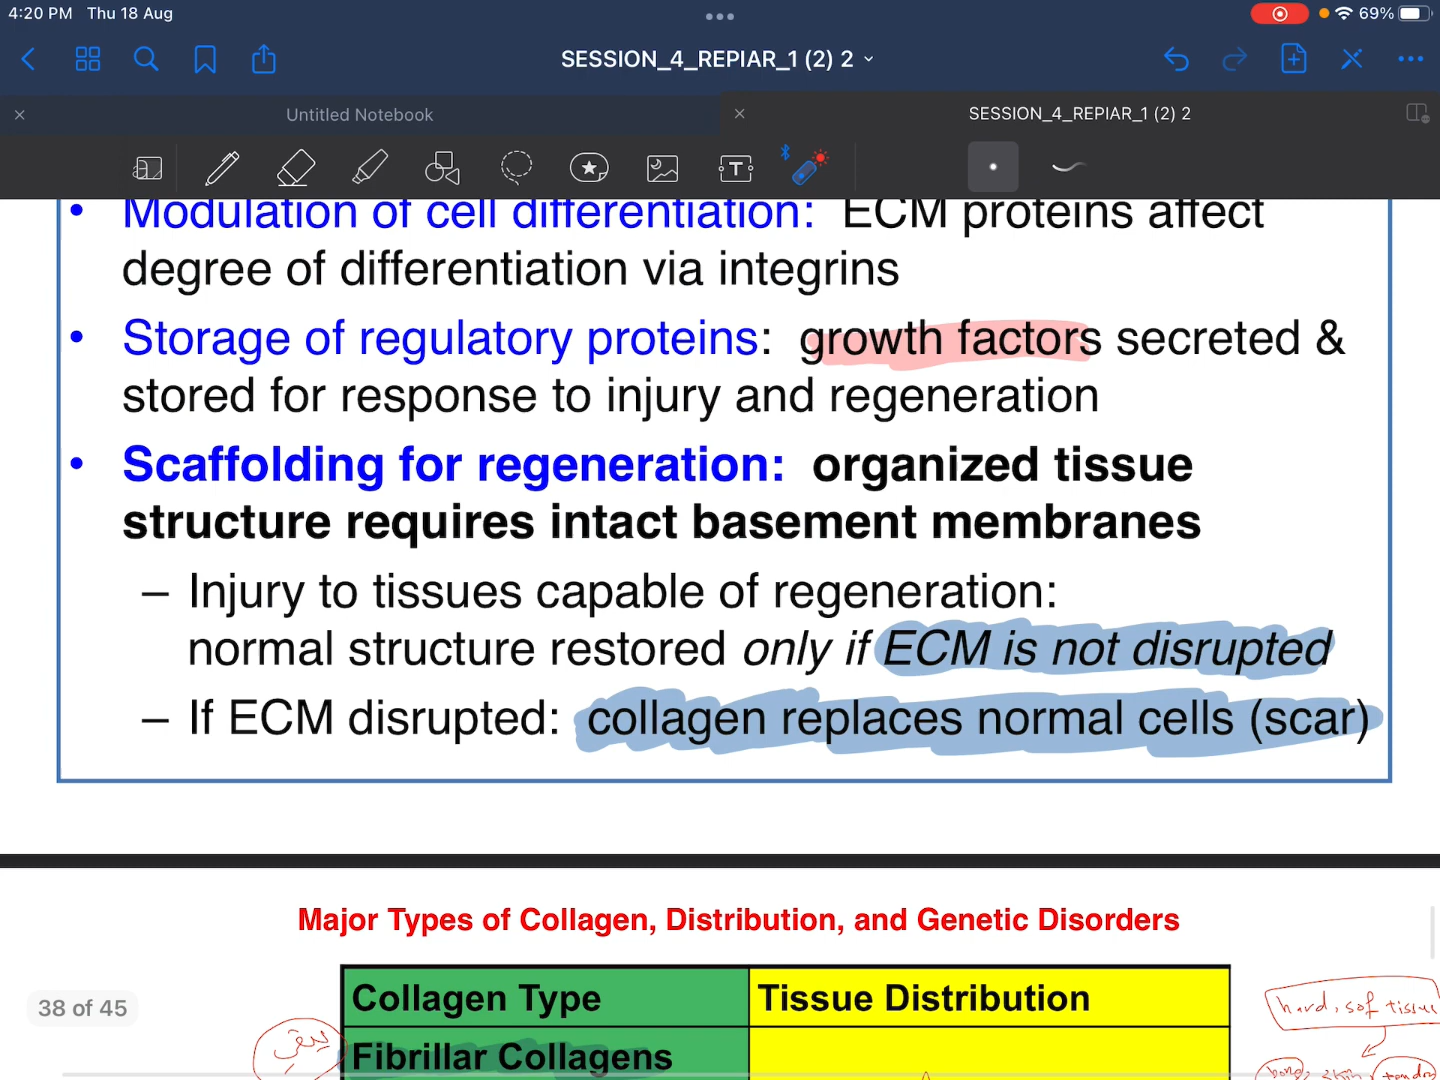 4:20 PM Thu 18 Aug
69%
SESSION_4_REPIAR_1 (2) 2
Untitled Notebook
SESSION_4_REPIAR_1 (2) 2
• Modulation of cell differentiation: ECM proteins affect
degree of differentiation via integrins
• Storage of regulatory proteins: growth factors secreted &
stored for response to injury and regeneration
• Scaffolding for regeneration: organized tissue
structure requires intact basement membranes
– Injury to tissues capable of regeneration:
normal structure restored only if ECM is not disrupted
– If ECM disrupted: collagen replaces normal cells (scar)
Major Types of Collagen, Distribution, and Genetic Disorders
Collagen Type Tissue Distribution
38 of 45
hard, sof tissue
Fibrillar Collagens